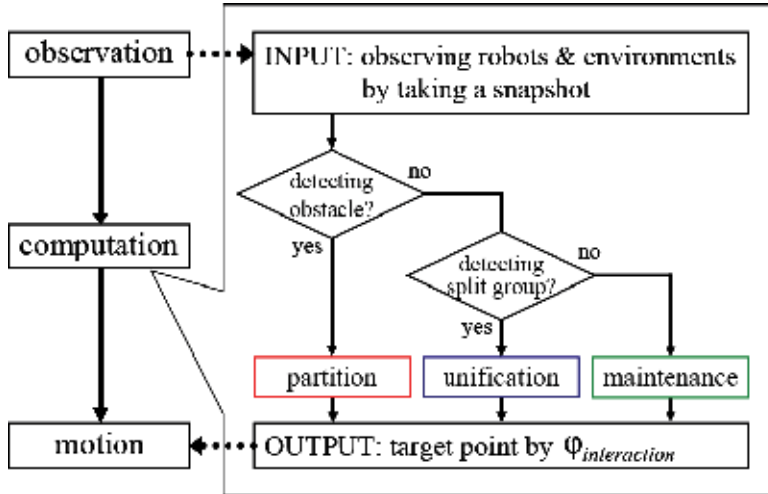 observation
INPUT: observing robots & environments
by taking a snapshot
detecting
obstacle?
no
yes
computation
detecting
split group?
no
yes
partition
unification
maintenance
motion
OUTPUT: target point by φinteraction